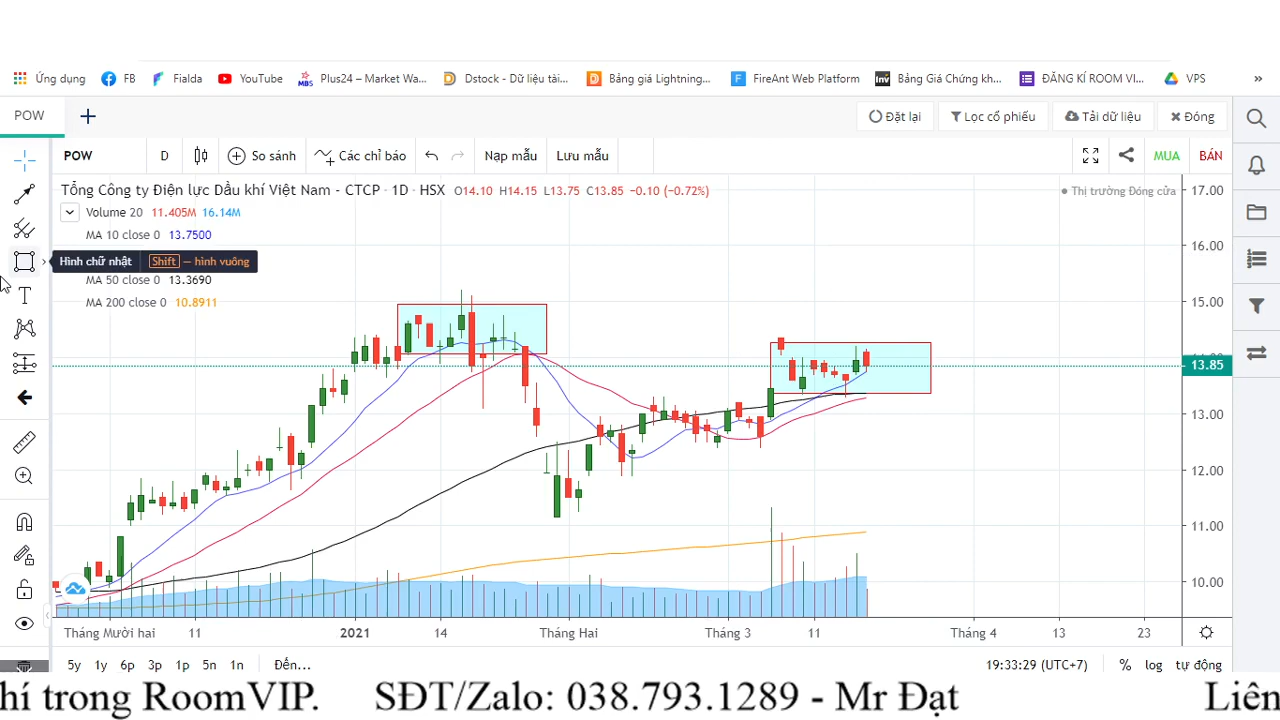 Ứng dụng FB Fialda YouTube MBS Plus24 – Market Wa... Dstock - Dữ liệu tài... Bảng giá Lightning... FireAnt Web Platform Inv Bảng Giá Chứng kh... ĐĂNG KÍ ROOM VI... VPS »
POW + Đặt lại Lọc cổ phiếu Tải dữ liệu Đóng
POW D So sánh Các chỉ báo Nạp mẫu Lưu mẫu MUA BÁN
Tổng Công ty Điện lực Dầu khí Việt Nam - CTCP · 1D · HSX O14.10 H14.15 L13.75 C13.85 −0.10 (−0.72%) Thị trường Đóng cửa 17.00
Volume 20 11.405M 16.14M
MA 10 close 0 13.7500
16.00
Hình chữ nhật Shift — hình vuông
MA 50 close 0 13.3690
MA 200 close 0 10.8911 15.00
13.85
13.00
12.00
11.00
10.00
Tháng Mười hai 11 2021 14 Tháng Hai Tháng 3 11 Tháng 4 13 23
5y 1y 6p 3p 1p 5n 1n Đến... 19:33:29 (UTC+7) % log tự động
hí trong RoomVIP. SĐT/Zalo: 038.793.1289 - Mr Đạt Liên